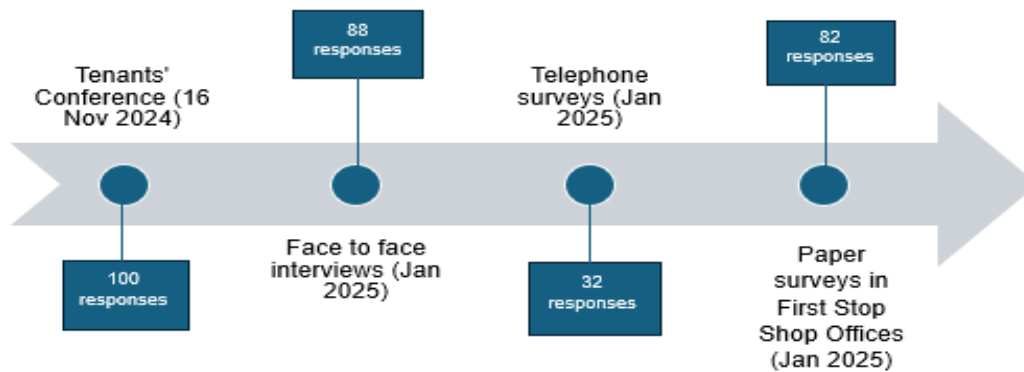 Tenants'
Conference (16
Nov 2024)
100
responses
88
responses
Face to face
interviews (Jan
2025)
Telephone
surveys (Jan
2025)
32
responses
82
responses
Paper
surveys in
First Stop
Shop Offices
(Jan 2025)